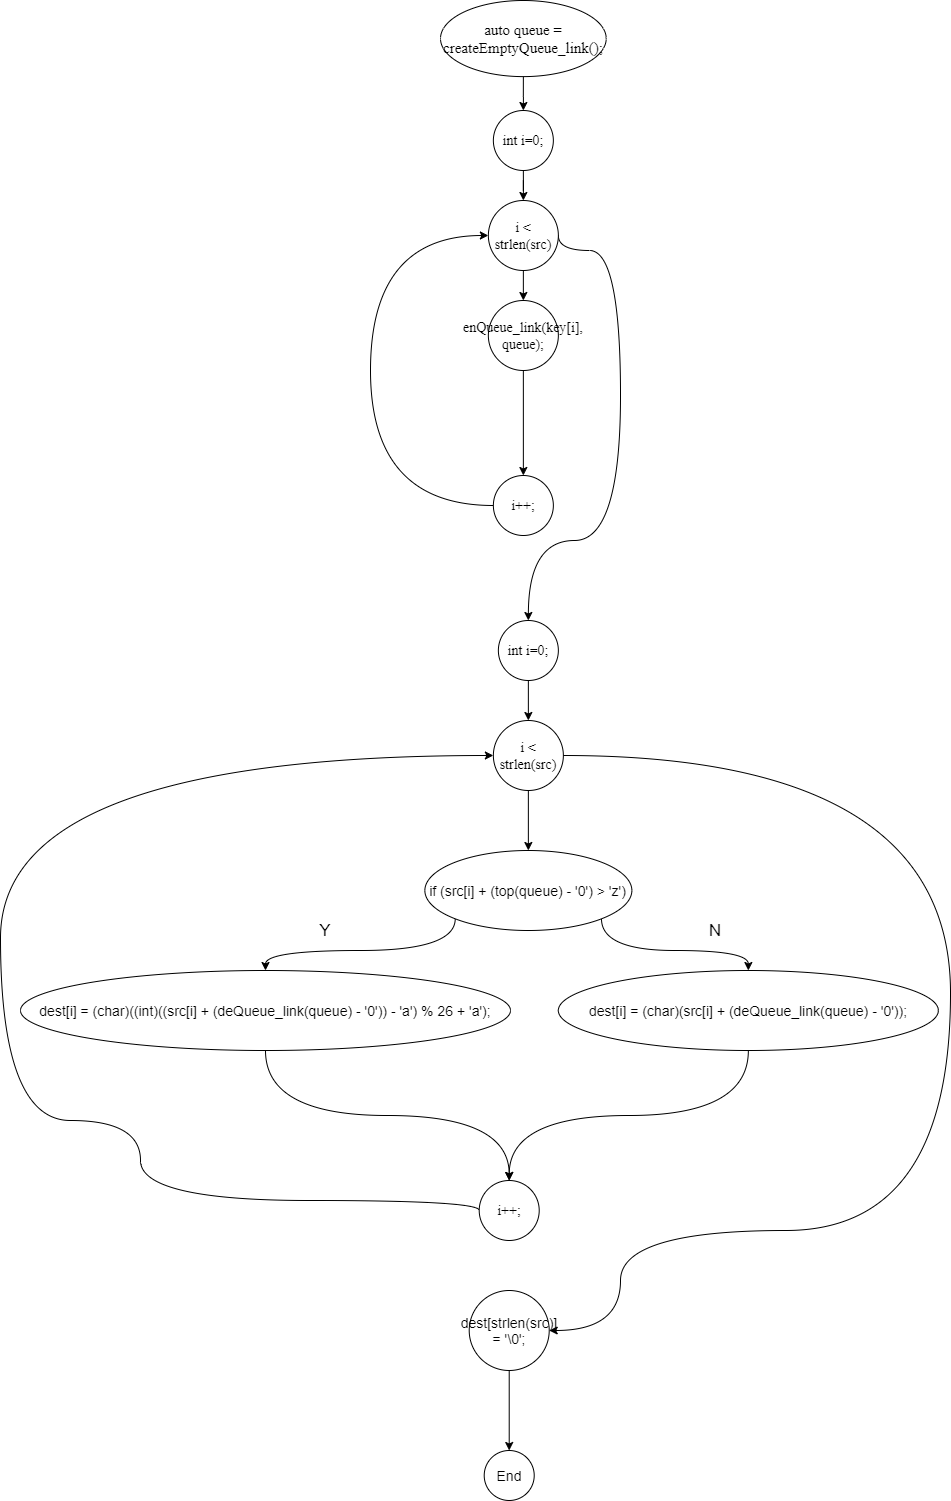 auto queue =
createEmptyQueue_link();
int i=0;
i <
strlen(src)
enQueue_link(key[i],
queue);
i++;
int i=0;
i <
strlen(src)
if (src[i] + (top(queue) - '0') > 'z')
Y
N
dest[i] = (char)((int)((src[i] + (deQueue_link(queue) - '0')) - 'a') % 26 + 'a');
dest[i] = (char)(src[i] + (deQueue_link(queue) - '0'));
i++;
dest[strlen(src)]
= '\0';
End